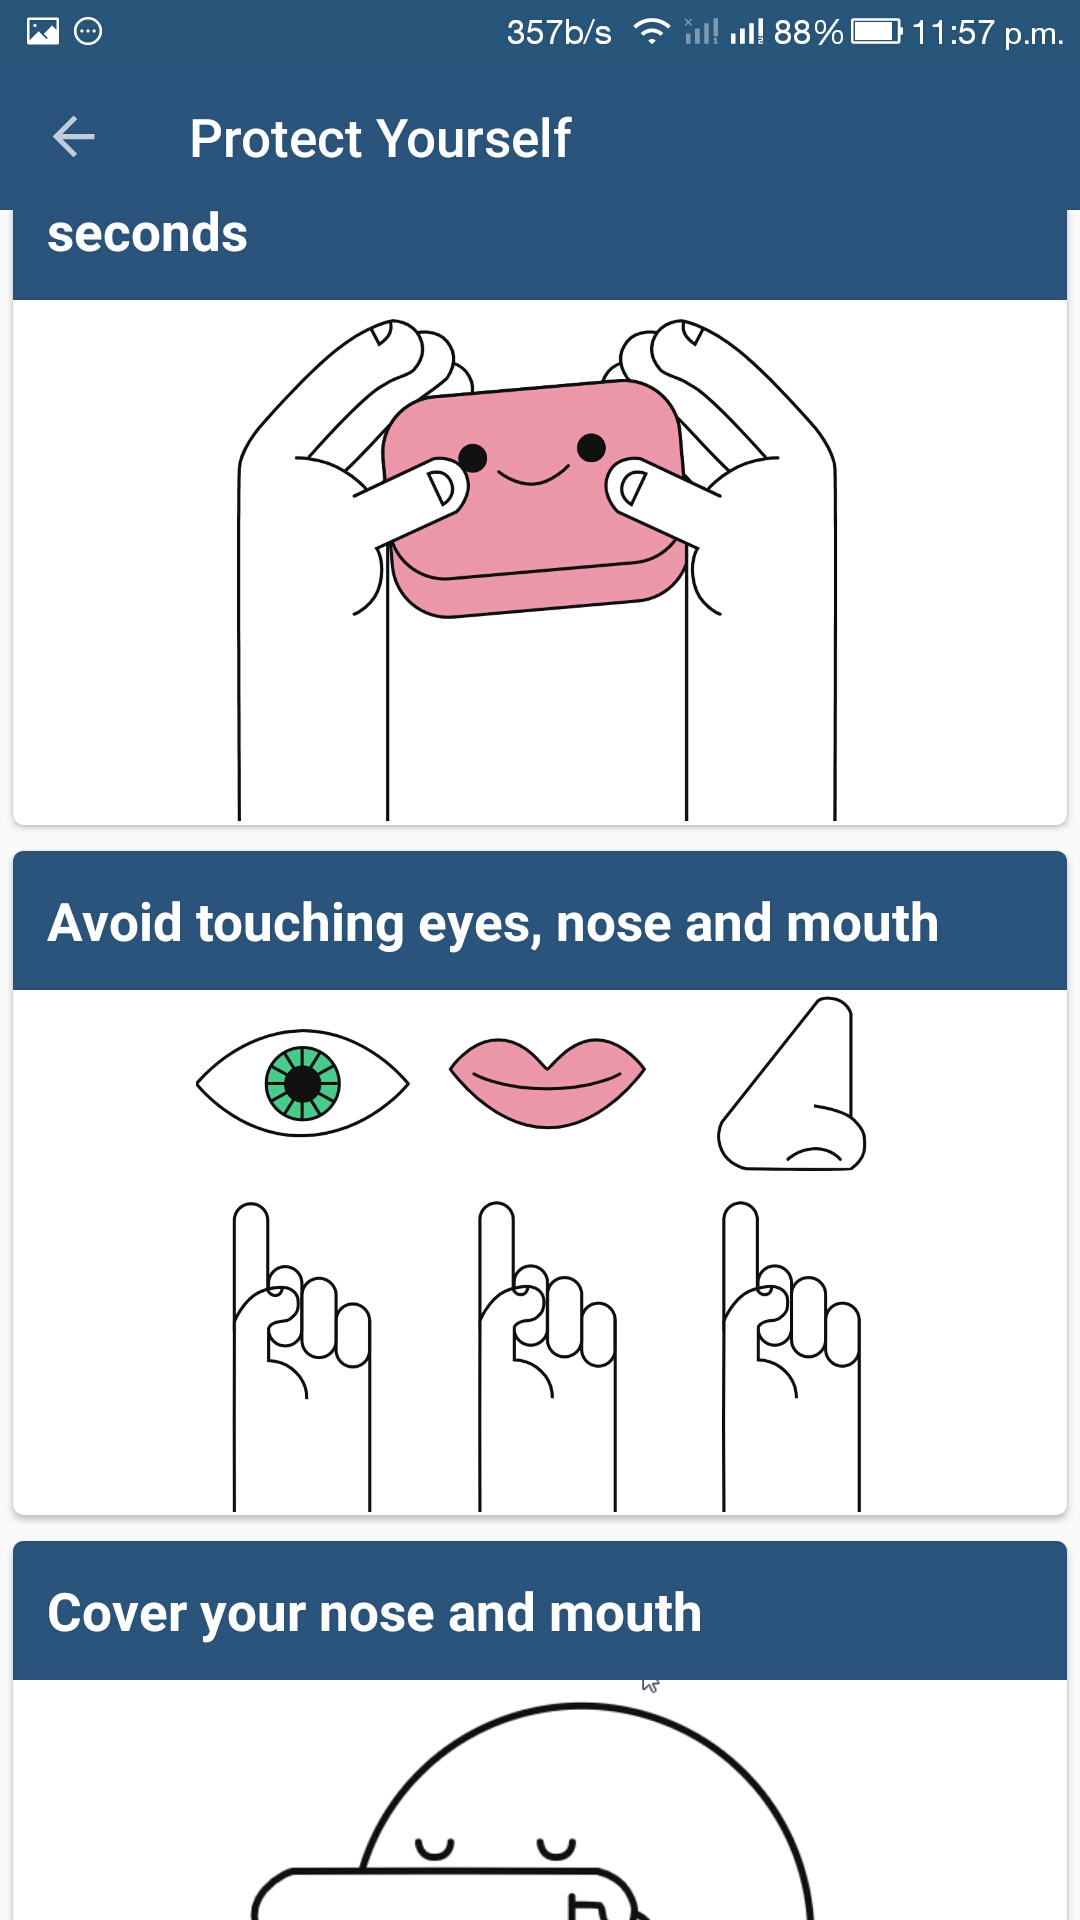 357b/s 88% 11:57 p.m.
Protect Yourself
seconds
Avoid touching eyes, nose and mouth
Cover your nose and mouth